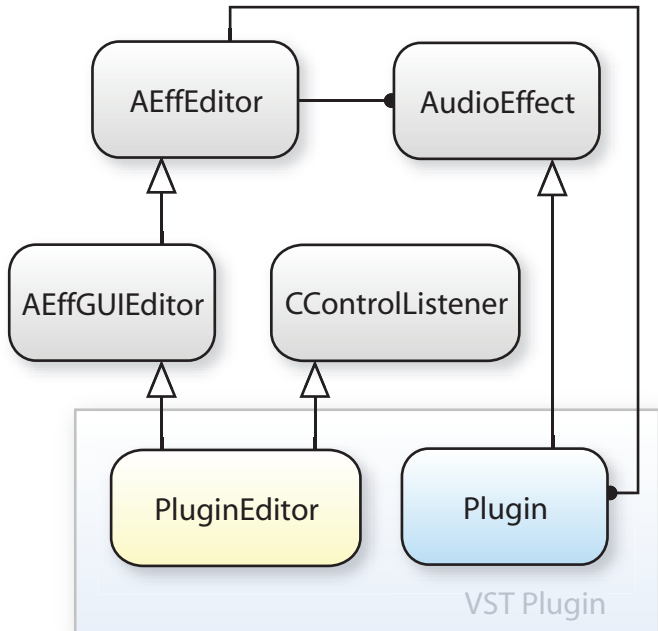 AEffEditor
AudioEffect
AEffGUIEditor
CControlListener
PluginEditor
Plugin
VST Plugin